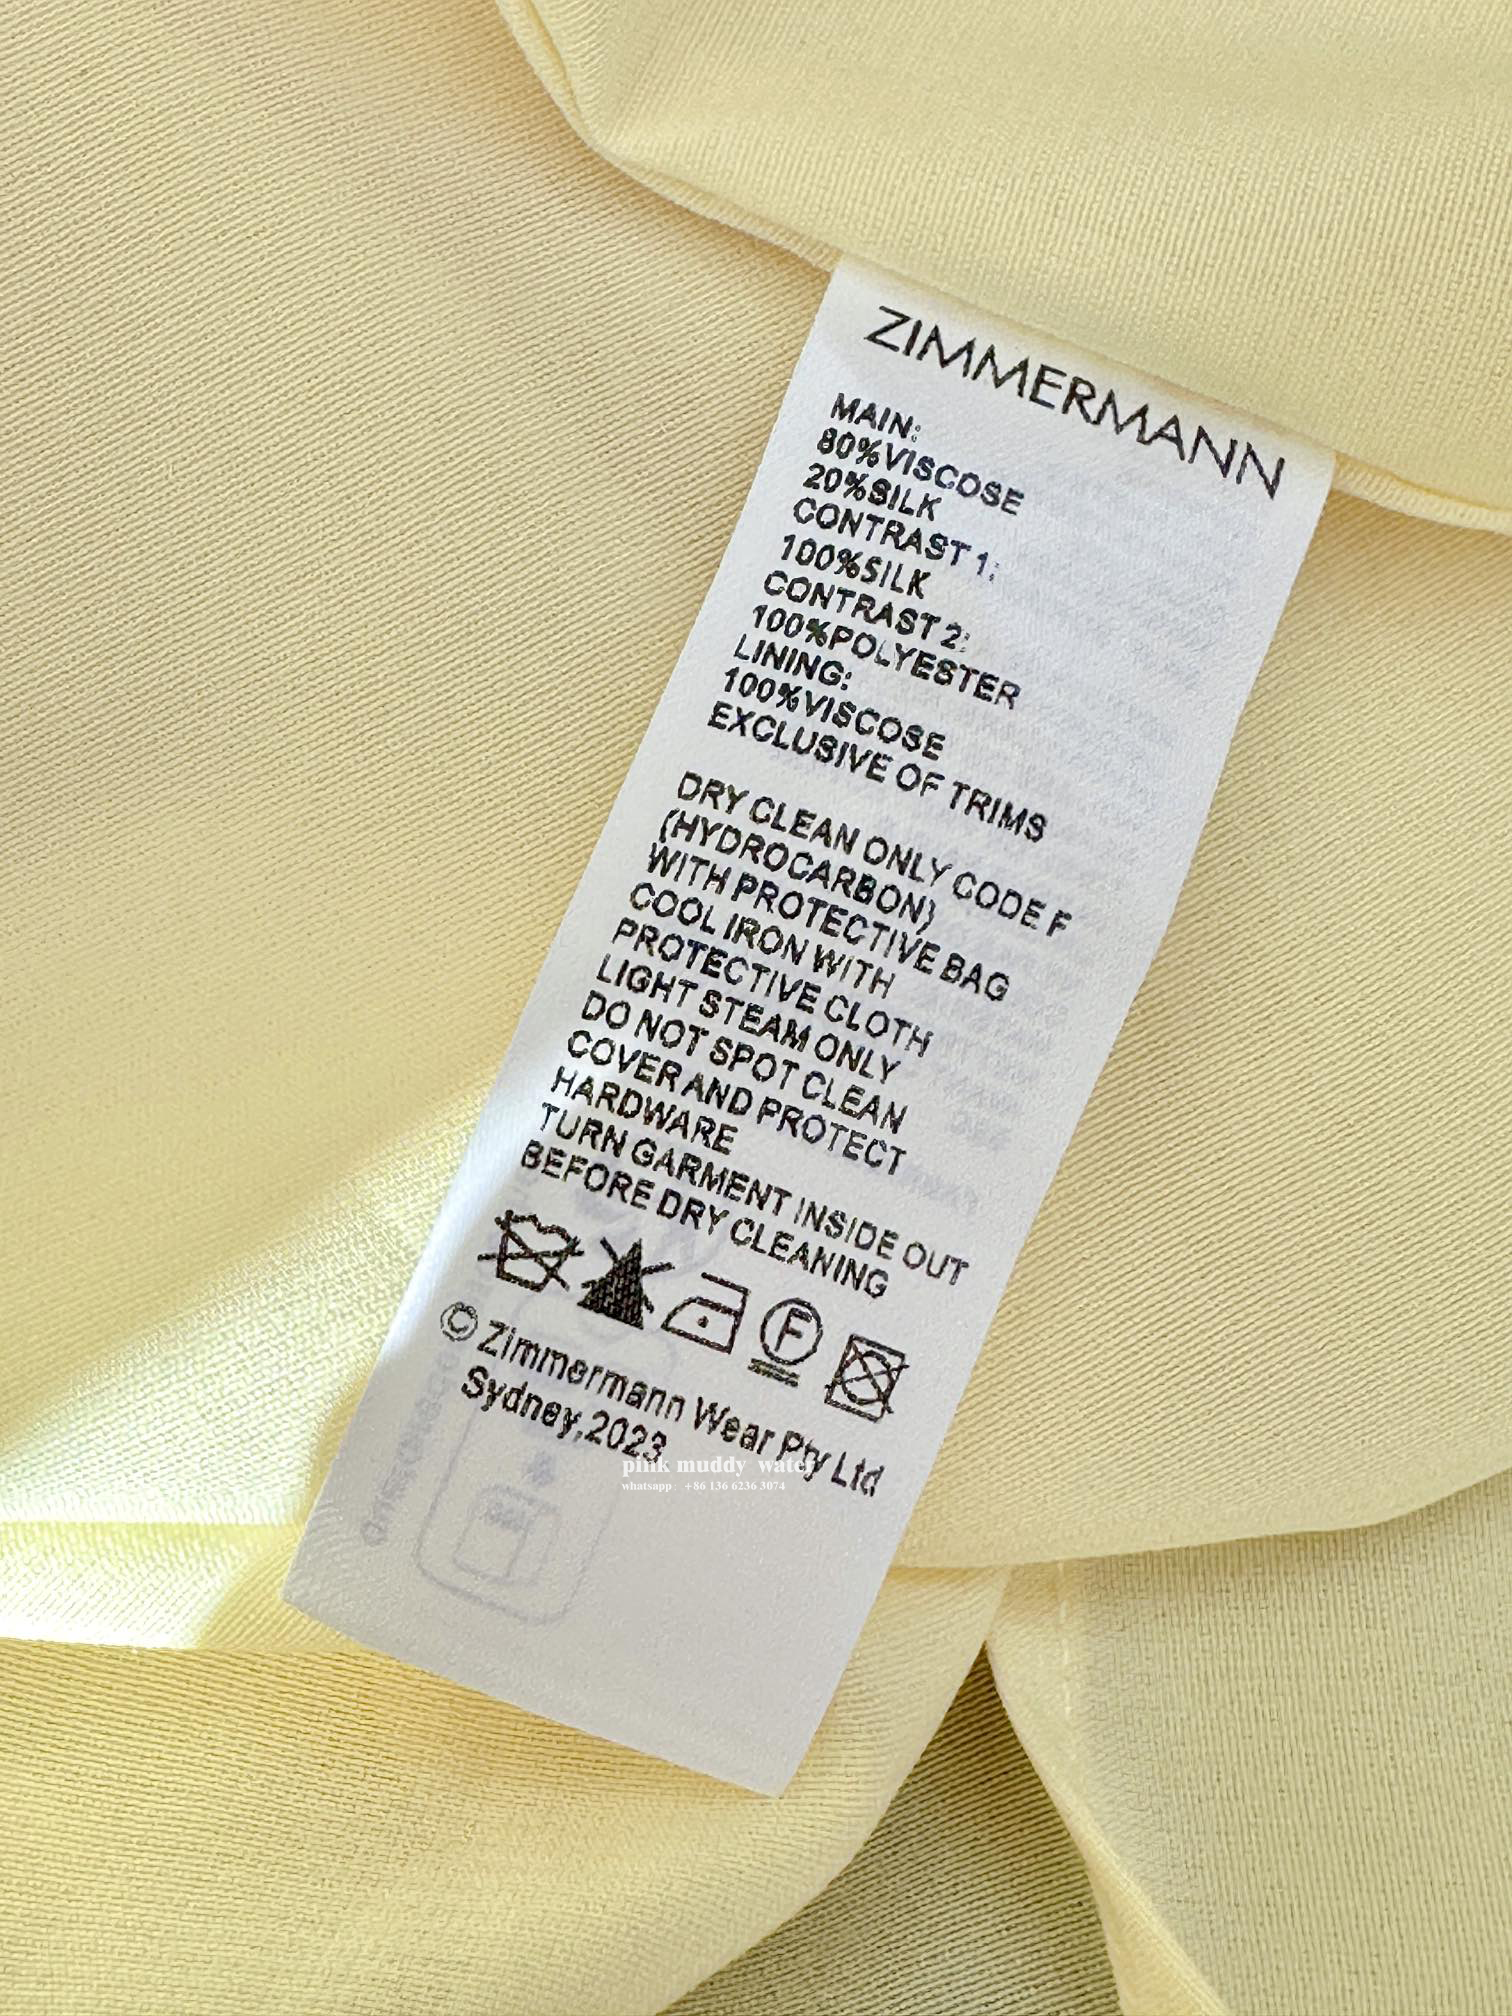 ZIMMERMANN
MAIN:
80%VISCOSE
20%SILK
CONTRAST 1:
100%SILK
CONTRAST 2:
100%POLYESTER
LINING:
100%VISCOSE
EXCLUSIVE OF TRIMS
DRY CLEAN ONLY CODE F
(HYDROCARBON)
WITH PROTECTIVE BAG
COOL IRON WITH
PROTECTIVE CLOTH
LIGHT STEAM ONLY
DO NOT SPOT CLEAN
COVER AND PROTECT
HARDWARE
TURN GARMENT INSIDE OUT
BEFORE DRY CLEANING
F
© Zimmermann Wear Pty Ltd
Sydney,2023
pink muddy water
whatsapp: +86 136 6236 3074